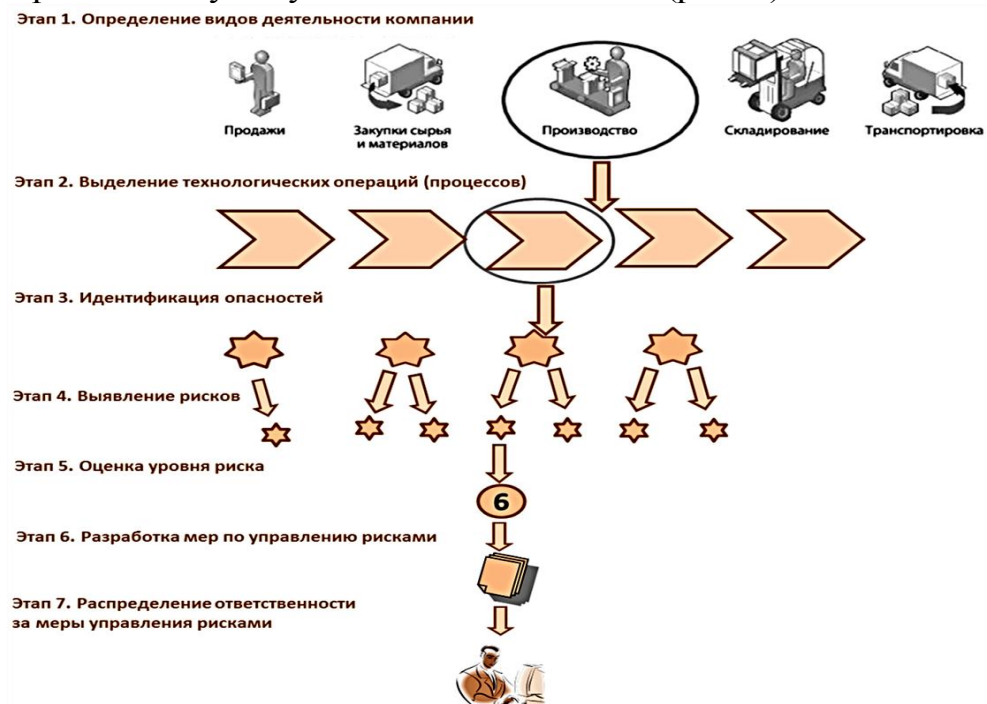 Этап 1. Определение видов деятельности компании
Продажи
Закупки сырья
и материалов
Производство
Складирование
Транспортировка
Этап 2. Выделение технологических операций (процессов)
Этап 3. Идентификация опасностей
Этап 4. Выявление рисков
Этап 5. Оценка уровня риска
6
Этап 6. Разработка мер по управлению рисками
Этап 7. Распределение ответственности
за меры управления рисками